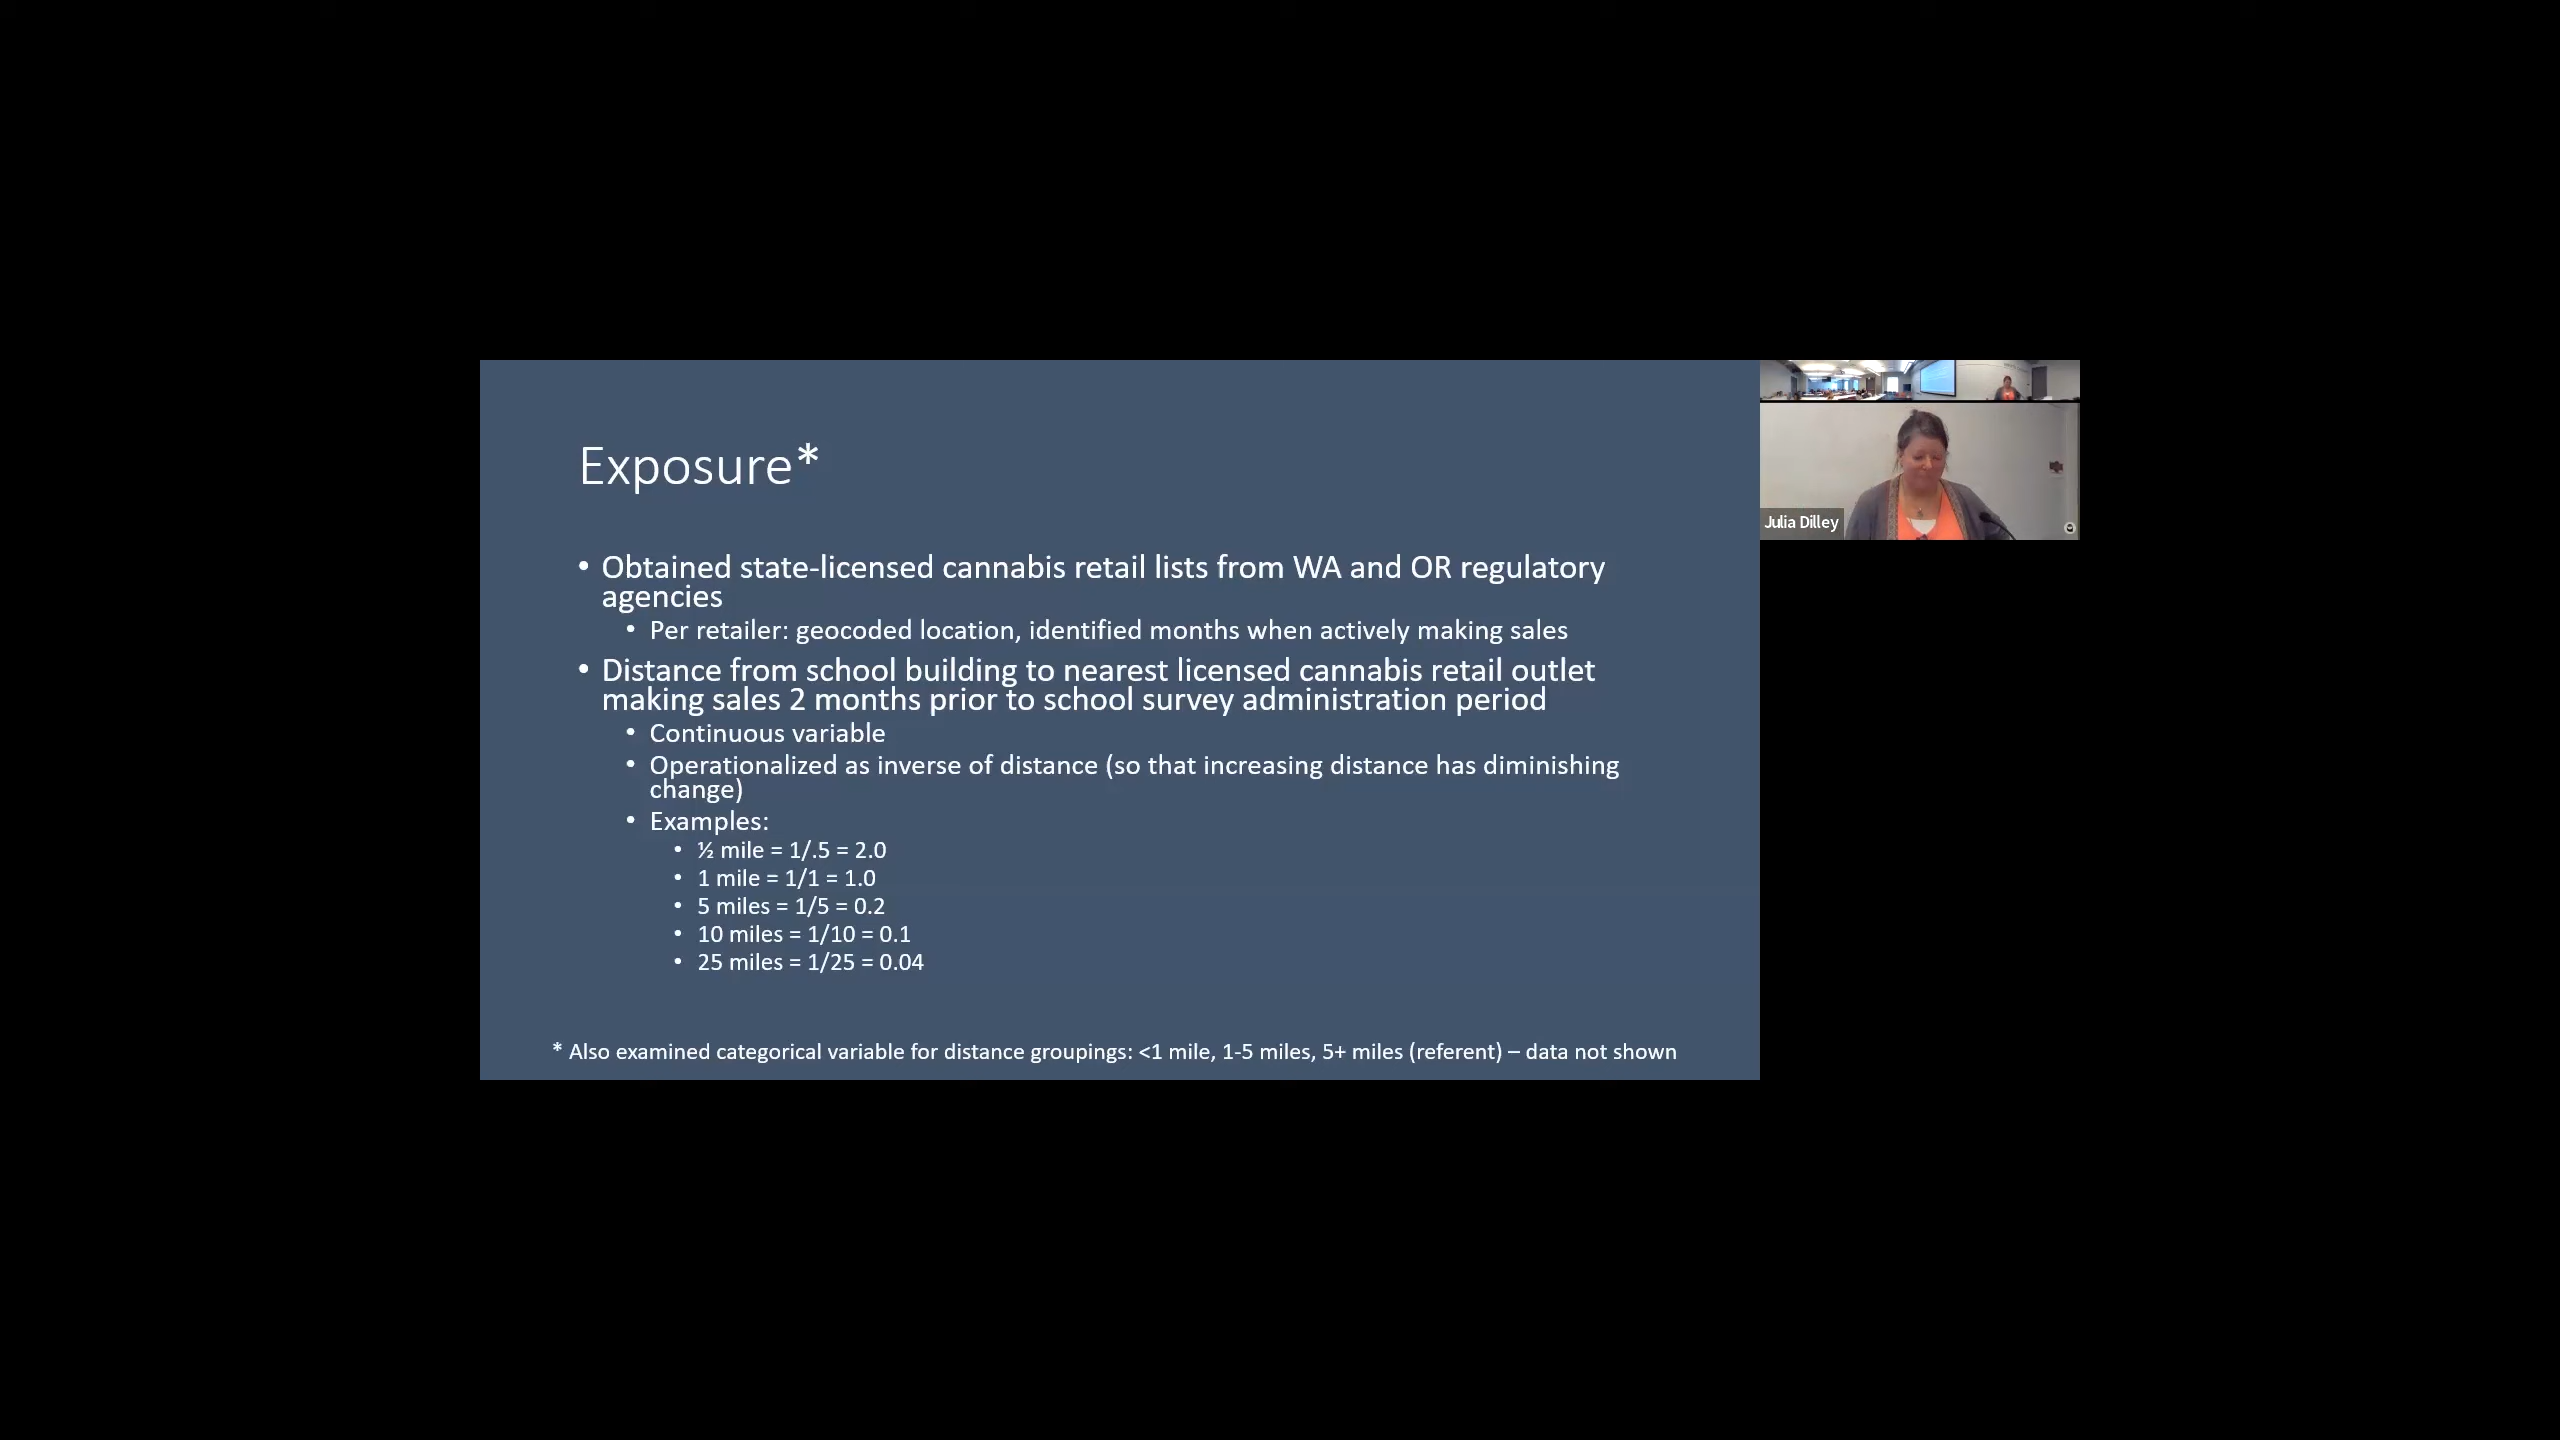 Exposure*
• Obtained state-licensed cannabis retail lists from WA and OR regulatory
agencies
• Per retailer: geocoded location, identified months when actively making sales
• Distance from school building to nearest licensed cannabis retail outlet
making sales 2 months prior to school survey administration period
• Continuous variable
• Operationalized as inverse of distance (so that increasing distance has diminishing
change)
• Examples:
• ½ mile = 1/.5 = 2.0
• 1 mile = 1/1 = 1.0
• 5 miles = 1/5 = 0.2
• 10 miles = 1/10 = 0.1
• 25 miles = 1/25 = 0.04
* Also examined categorical variable for distance groupings: <1 mile, 1-5 miles, 5+ miles (referent) – data not shown
Julia Dilley